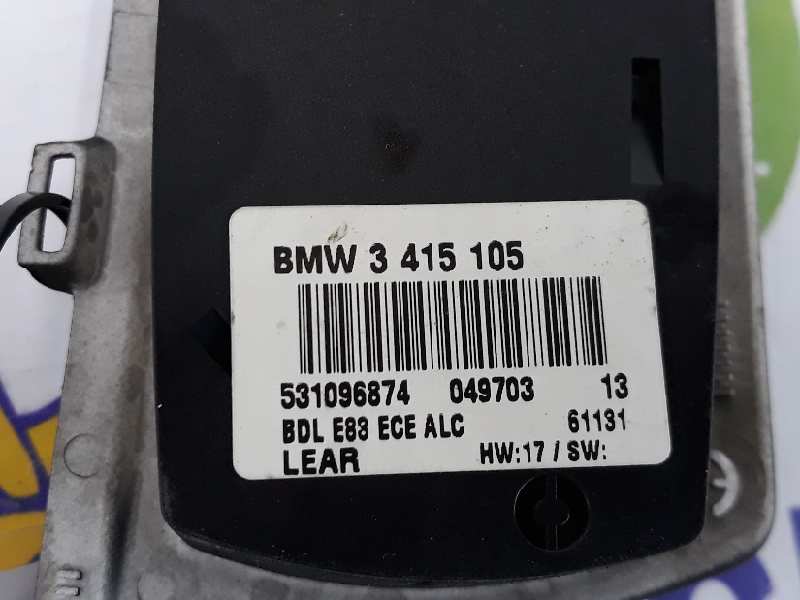 BMW 3 415 105
531096874 049703 13
BDL E83 ECE ALC 61131
LEAR HW:17 / SW: